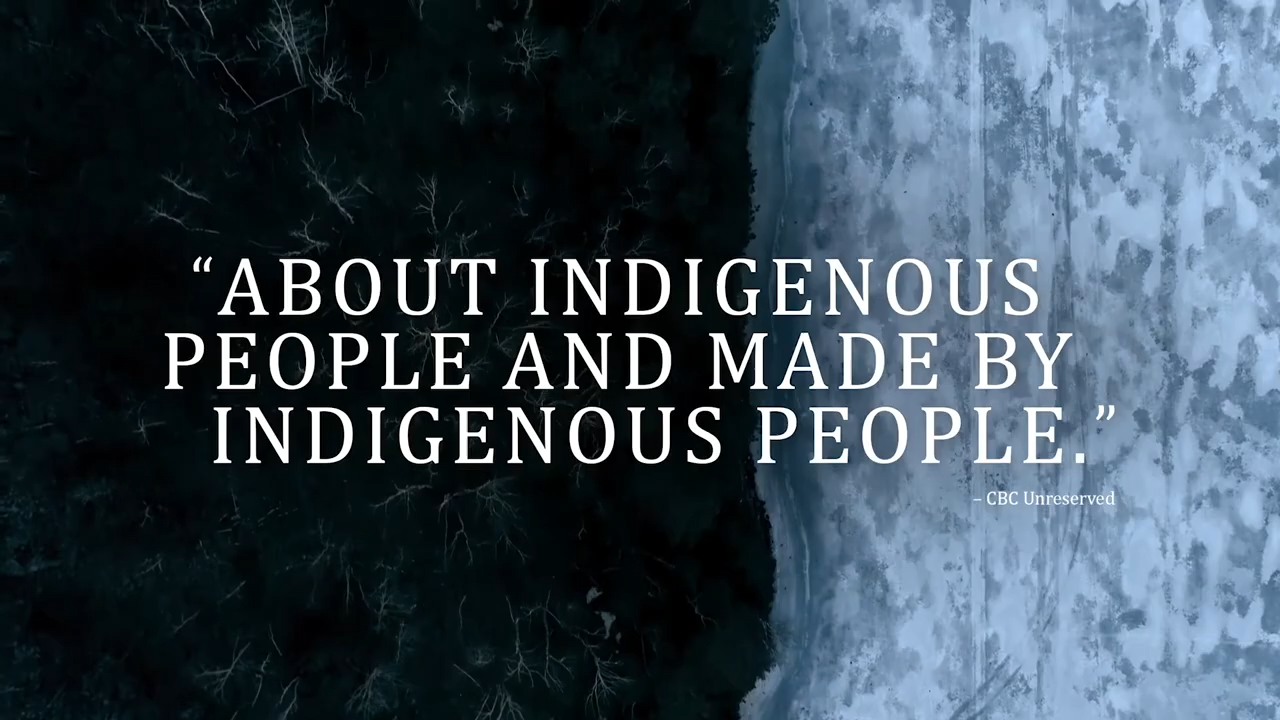 “ABOUT INDIGENOUS
PEOPLE AND MADE BY
INDIGENOUS PEOPLE.”
– CBC Unreserved